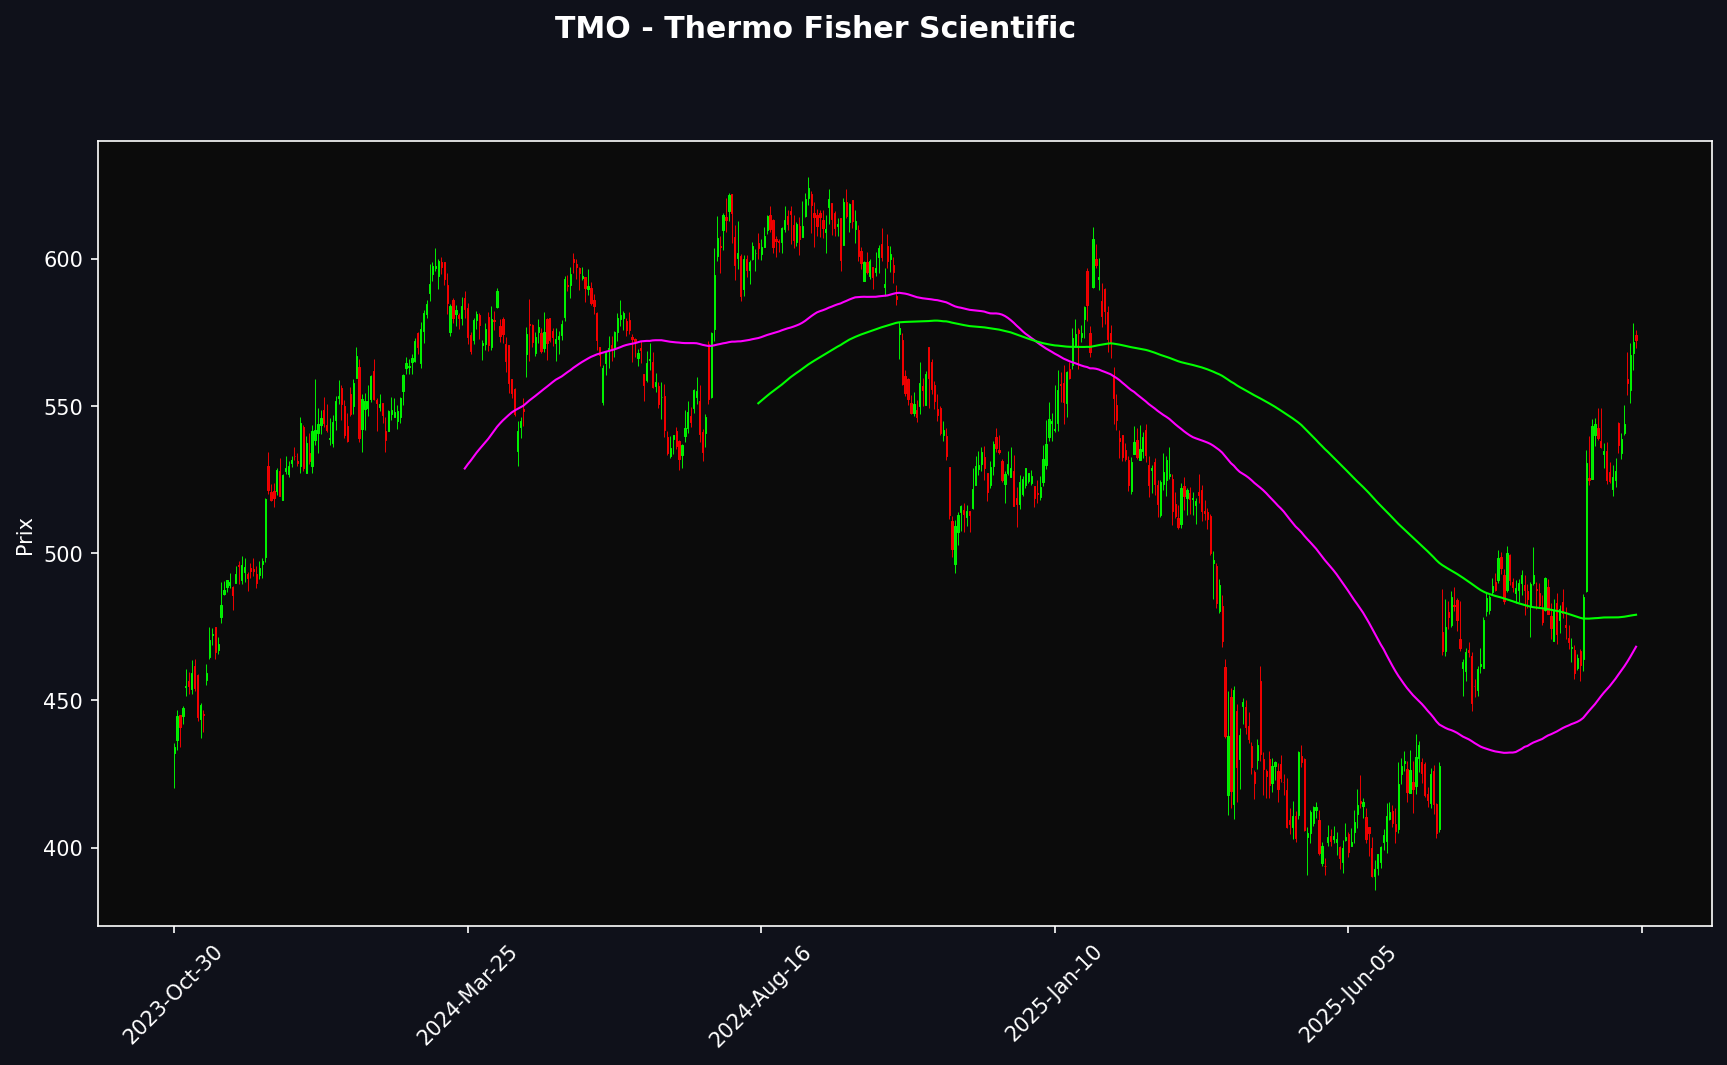 TMO - Thermo Fisher Scientific
Prix
600
550
500
450
400
2023-Oct-30
2024-Mar-25
2024-Aug-16
2025-Jan-10
2025-Jun-05